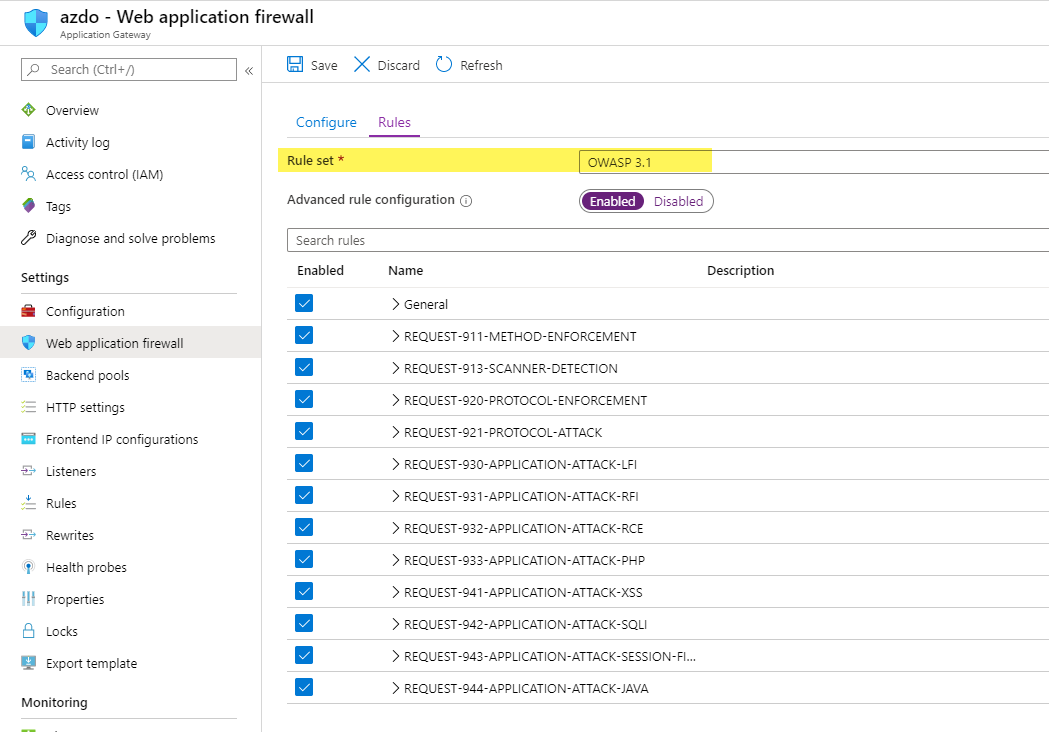 azdo - Web application firewall
Application Gateway
Search (Ctrl+/)
«
Overview
Activity log
Access control (IAM)
Tags
Diagnose and solve problems
Settings
Configuration
Web application firewall
Backend pools
HTTP settings
Frontend IP configurations
Listeners
Rules
Rewrites
Health probes
Properties
Locks
Export template
Monitoring
Save Discard Refresh
Configure Rules
Rule set * OWASP 3.1
Advanced rule configuration Enabled Disabled
Search rules
Enabled Name Description
General
REQUEST-911-METHOD-ENFORCEMENT
REQUEST-913-SCANNER-DETECTION
REQUEST-920-PROTOCOL-ENFORCEMENT
REQUEST-921-PROTOCOL-ATTACK
REQUEST-930-APPLICATION-ATTACK-LFI
REQUEST-931-APPLICATION-ATTACK-RFI
REQUEST-932-APPLICATION-ATTACK-RCE
REQUEST-933-APPLICATION-ATTACK-PHP
REQUEST-941-APPLICATION-ATTACK-XSS
REQUEST-942-APPLICATION-ATTACK-SQLI
REQUEST-943-APPLICATION-ATTACK-SESSION-FI...
REQUEST-944-APPLICATION-ATTACK-JAVA